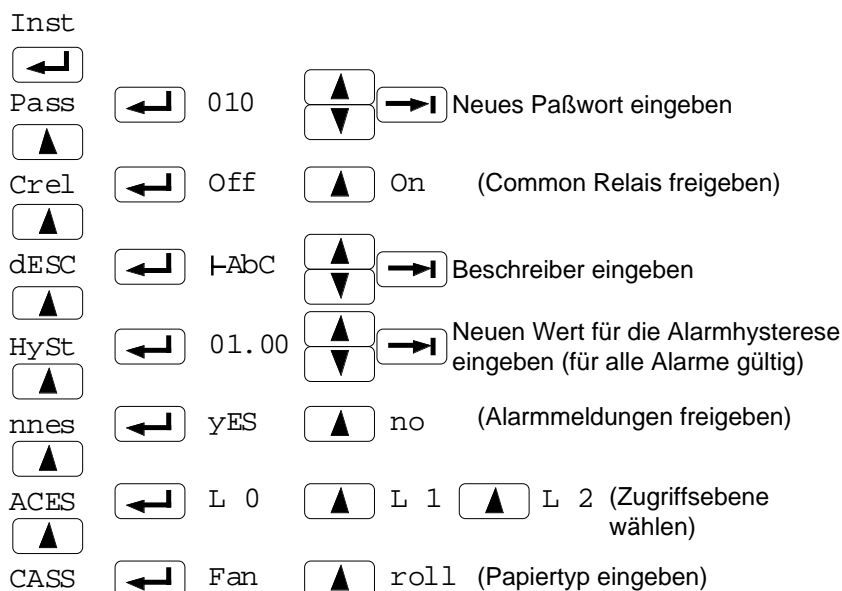 Inst
Pass 010 Neues Paßwort eingeben
Crel Off On (Common Relais freigeben)
dESC ⊢AbC Beschreiber eingeben
HySt 01.00 Neuen Wert für die Alarmhysterese
eingeben (für alle Alarme gültig)
nnes yES no (Alarmmeldungen freigeben)
ACES L 0 L 1 L 2 (Zugriffsebene
wählen)
CASS Fan roll (Papiertyp eingeben)